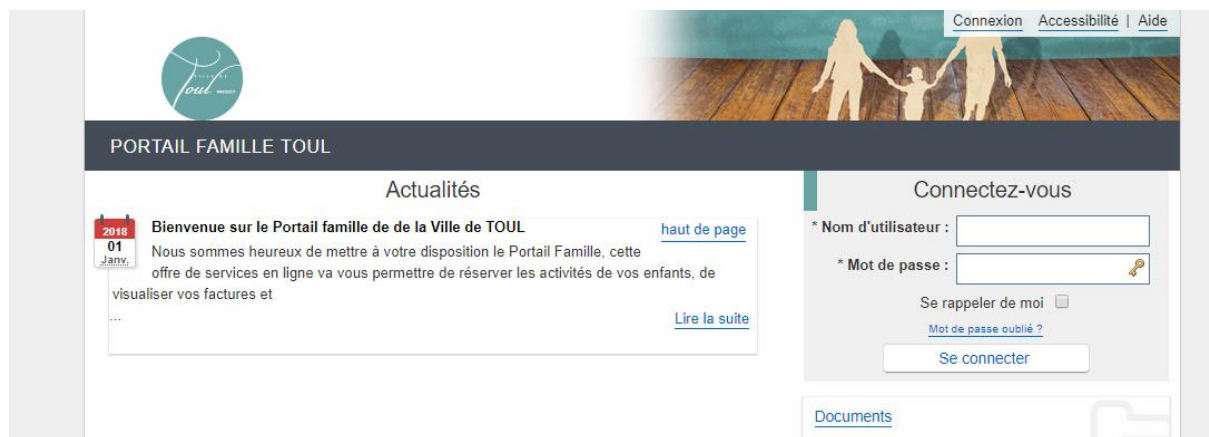 Connexion Accessibilité | Aide
VILLE DE
Toul
PORTAIL FAMILLE TOUL
Actualités
2018
01
Janv.
Bienvenue sur le Portail famille de de la Ville de TOUL
haut de page
Nous sommes heureux de mettre à votre disposition le Portail Famille, cette
offre de services en ligne va vous permettre de réserver les activités de vos enfants, de
visualiser vos factures et
...
Lire la suite
Connectez-vous
* Nom d'utilisateur :
* Mot de passe :
Se rappeler de moi
Mot de passe oublié ?
Se connecter
Documents